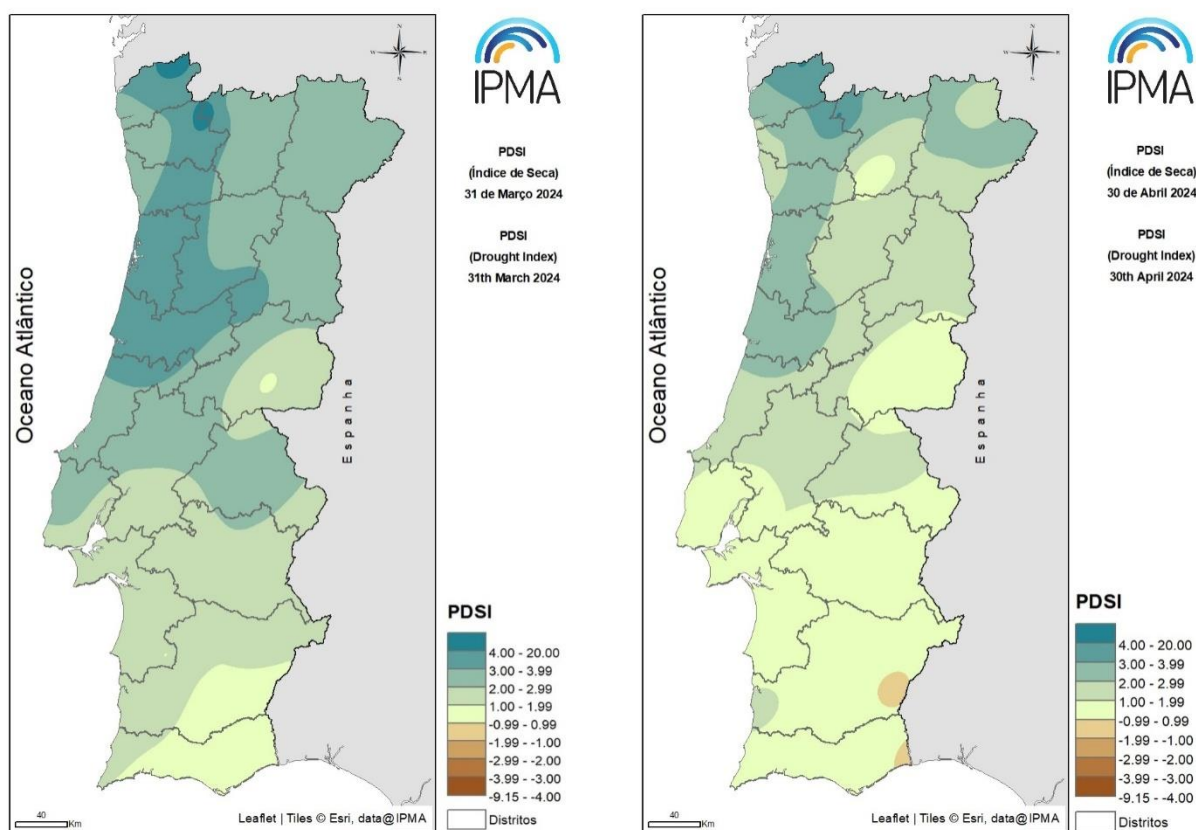 N
W
E
S
IPMA
PDSI
(Índice de Seca)
31 de Março 2024
PDSI
(Drought Index)
31th March 2024
Oceano Atlântico
Espanha
PDSI
4.00 - 20.00
3.00 - 3.99
2.00 - 2.99
1.00 - 1.99
-0.99 - 0.99
-1.99 - -1.00
-2.99 - -2.00
-3.99 - -3.00
-9.15 - -4.00
Distritos
40
Km
Leaflet | Tiles © Esri, data@IPMA
N
W
E
S
IPMA
PDSI
(Índice de Seca)
30 de Abril 2024
PDSI
(Drought Index)
30th April 2024
Oceano Atlântico
Espanha
PDSI
4.00 - 20.00
3.00 - 3.99
2.00 - 2.99
1.00 - 1.99
-0.99 - 0.99
-1.99 - -1.00
-2.99 - -2.00
-3.99 - -3.00
-9.15 - -4.00
Distritos
40
Km
Leaflet | Tiles © Esri, data@IPMA